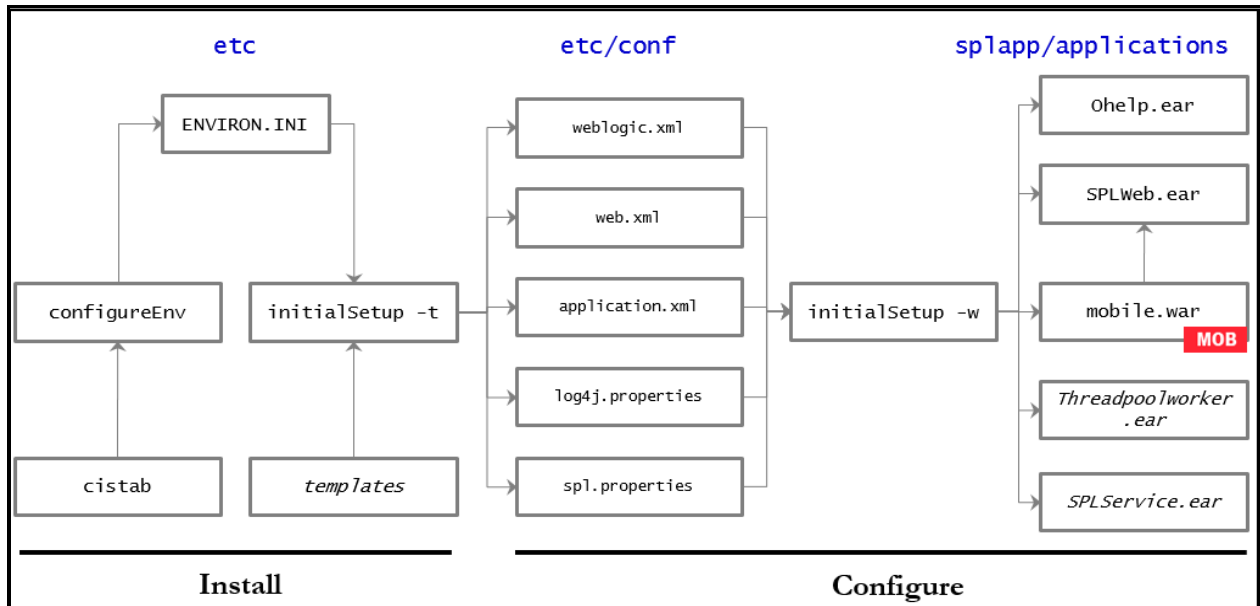 etc
etc/conf
splapp/applications
ENVIRON.INI
weblogic.xml
Ohelp.ear
web.xml
SPLWeb.ear
configureEnv
initialSetup -t
application.xml
initialSetup -w
mobile.war
MOB
log4j.properties
Threadpoolworker
.ear
cistab
templates
spl.properties
SPLService.ear
Install
Configure